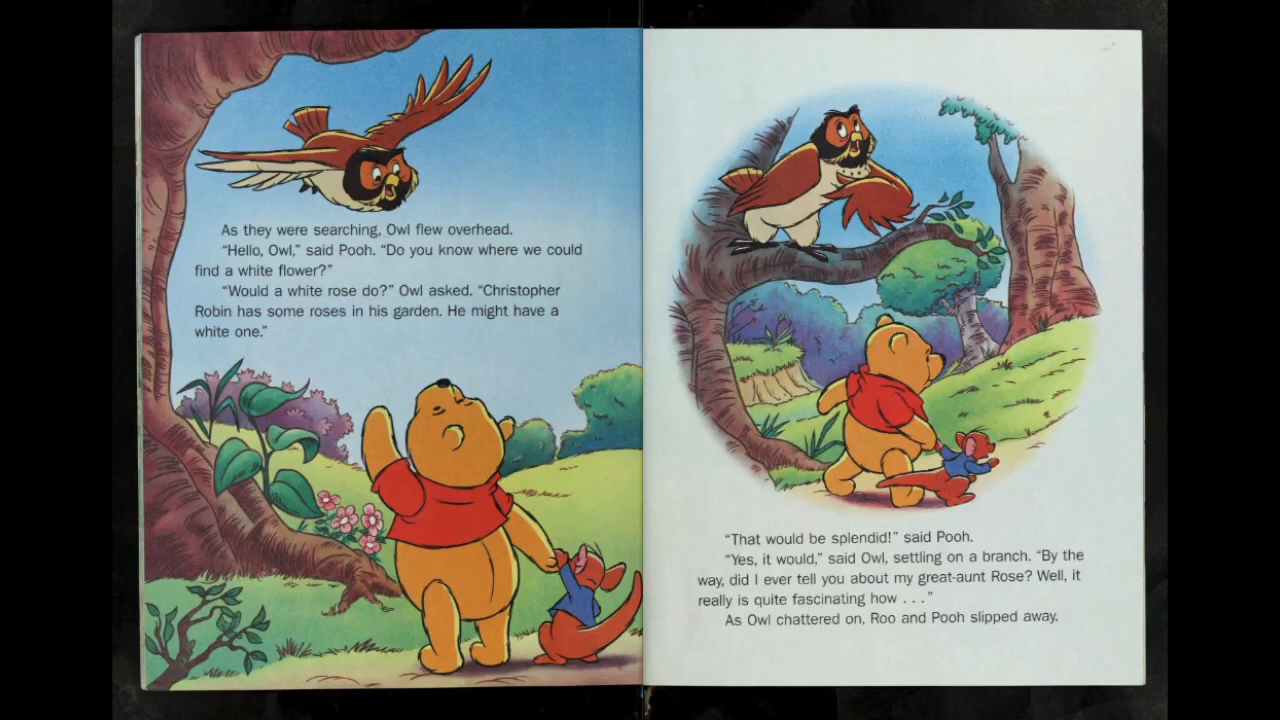 As they were searching, Owl flew overhead.
“Hello, Owl,” said Pooh. “Do you know where we could
find a white flower?”
“Would a white rose do?” Owl asked. “Christopher
Robin has some roses in his garden. He might have a
white one.”
“That would be splendid!” said Pooh.
“Yes, it would,” said Owl, settling on a branch. “By the
way, did I ever tell you about my great-aunt Rose? Well, it
really is quite fascinating how . . .”
As Owl chattered on, Roo and Pooh slipped away.